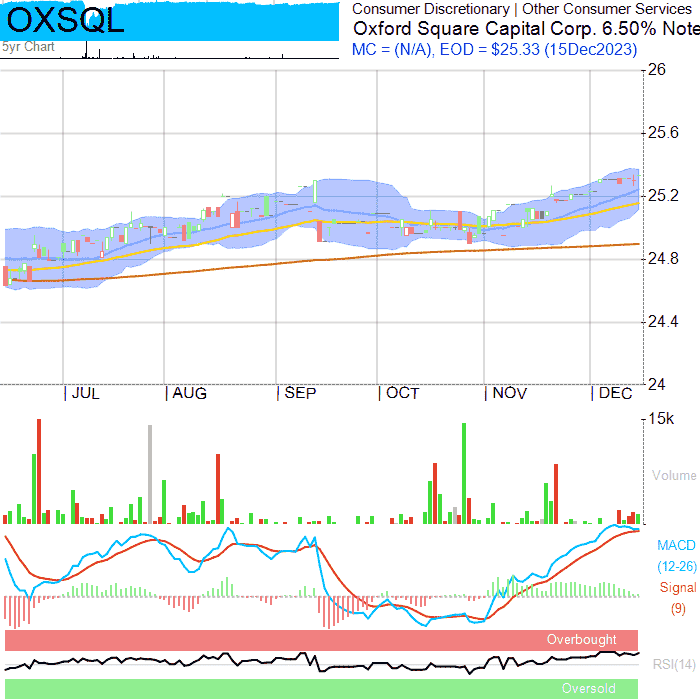 OXSQL
5yr Chart
Consumer Discretionary | Other Consumer Services
Oxford Square Capital Corp. 6.50% Note
MC = (N/A), EOD = $25.33 (15Dec2023)
26
25.6
25.2
24.8
24.4
24
JUL
AUG
SEP
OCT
NOV
DEC
15k
Volume
MACD
(12-26)
Signal
(9)
Overbought
RSI(14)
Oversold